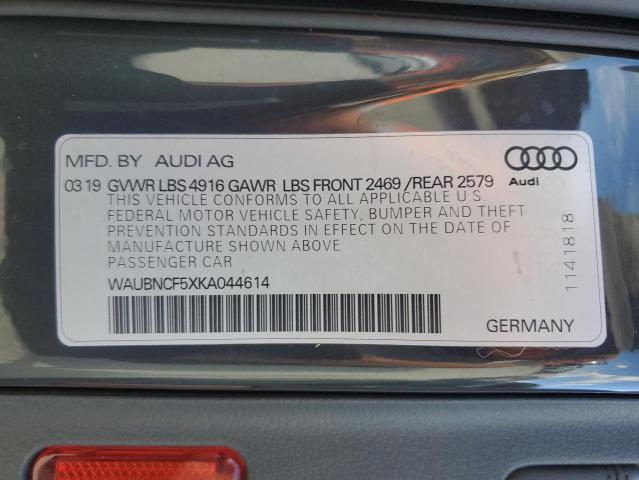 MFD. BY AUDI AG
Audi
03 19 GVWR LBS 4916 GAWR LBS FRONT 2469 /REAR 2579
THIS VEHICLE CONFORMS TO ALL APPLICABLE U.S.
FEDERAL MOTOR VEHICLE SAFETY, BUMPER AND THEFT
PREVENTION STANDARDS IN EFFECT ON THE DATE OF
MANUFACTURE SHOWN ABOVE
PASSENGER CAR
WAUBNCF5XKA044614
GERMANY
1141818